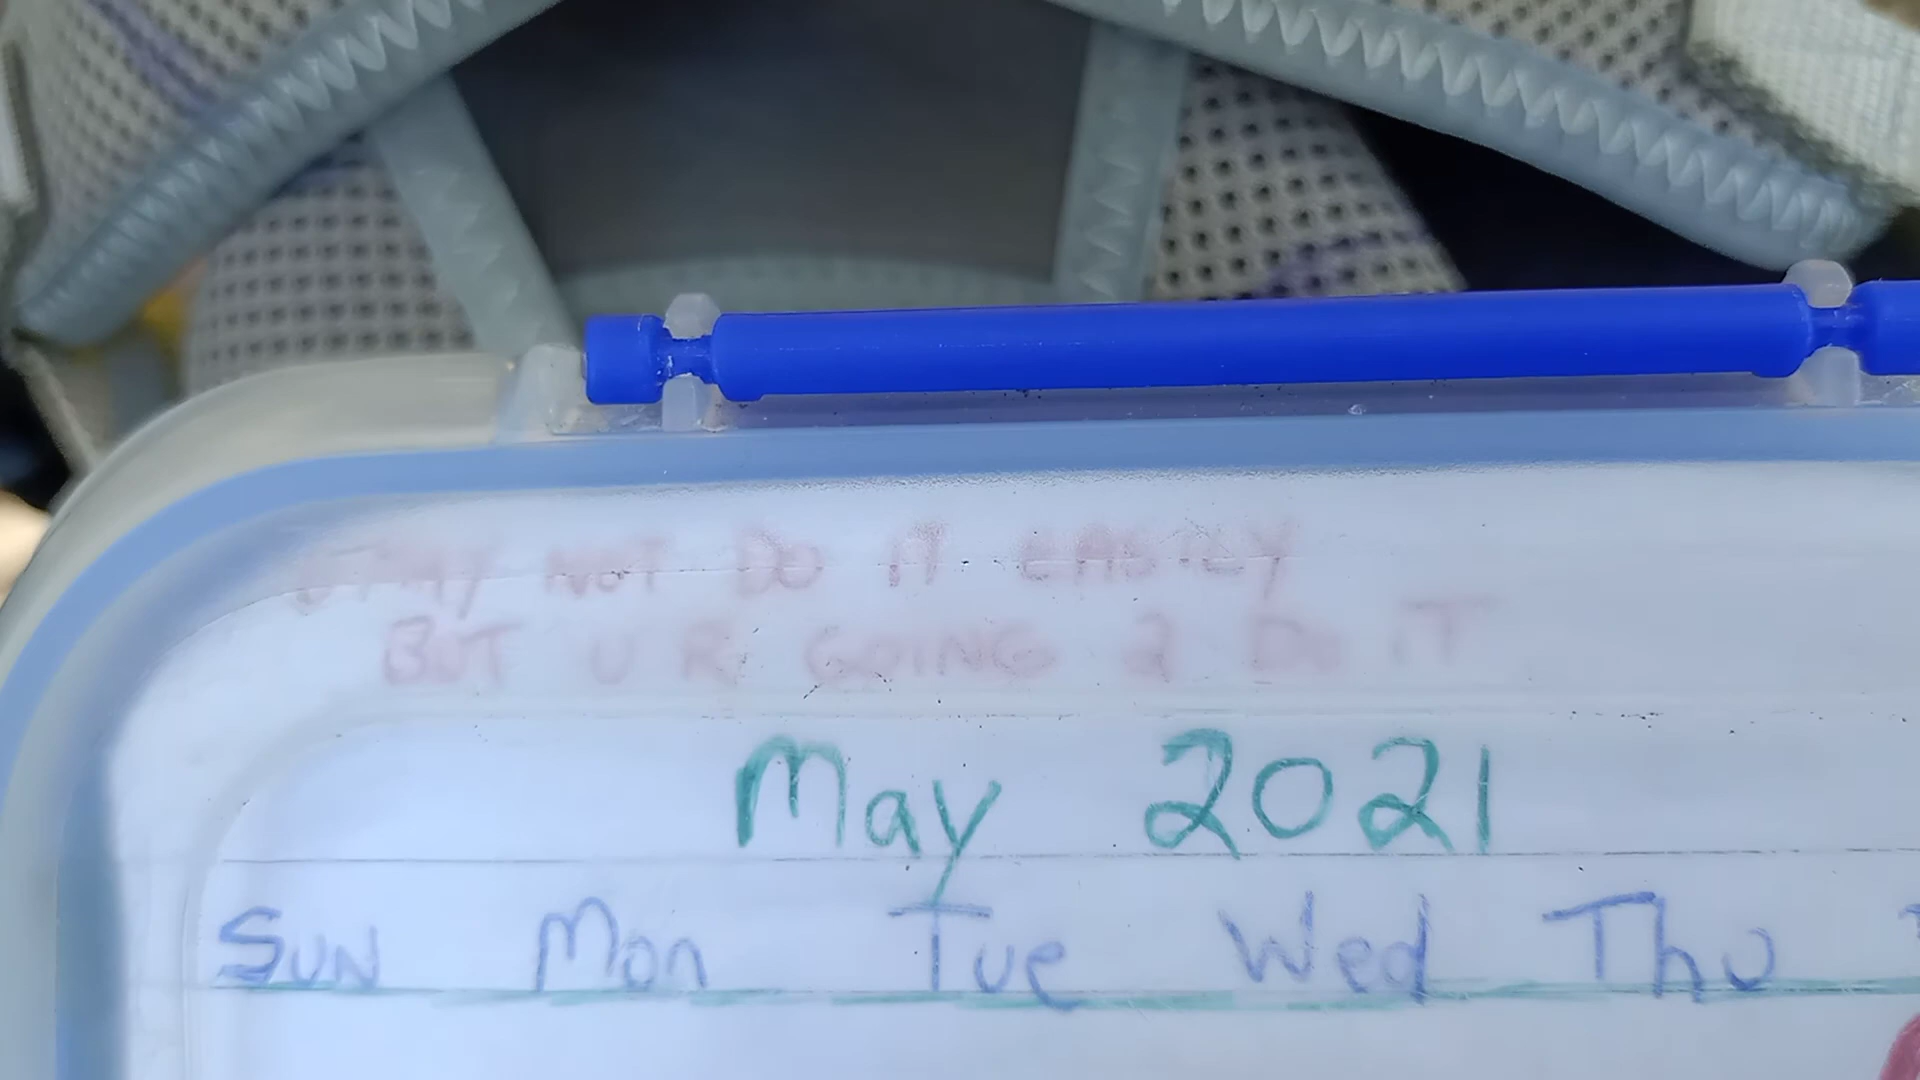 MAY NOT DO IT EASILY
BUT U R GOING 2 DO IT
May 2021
SUN Mon Tue Wed Thu